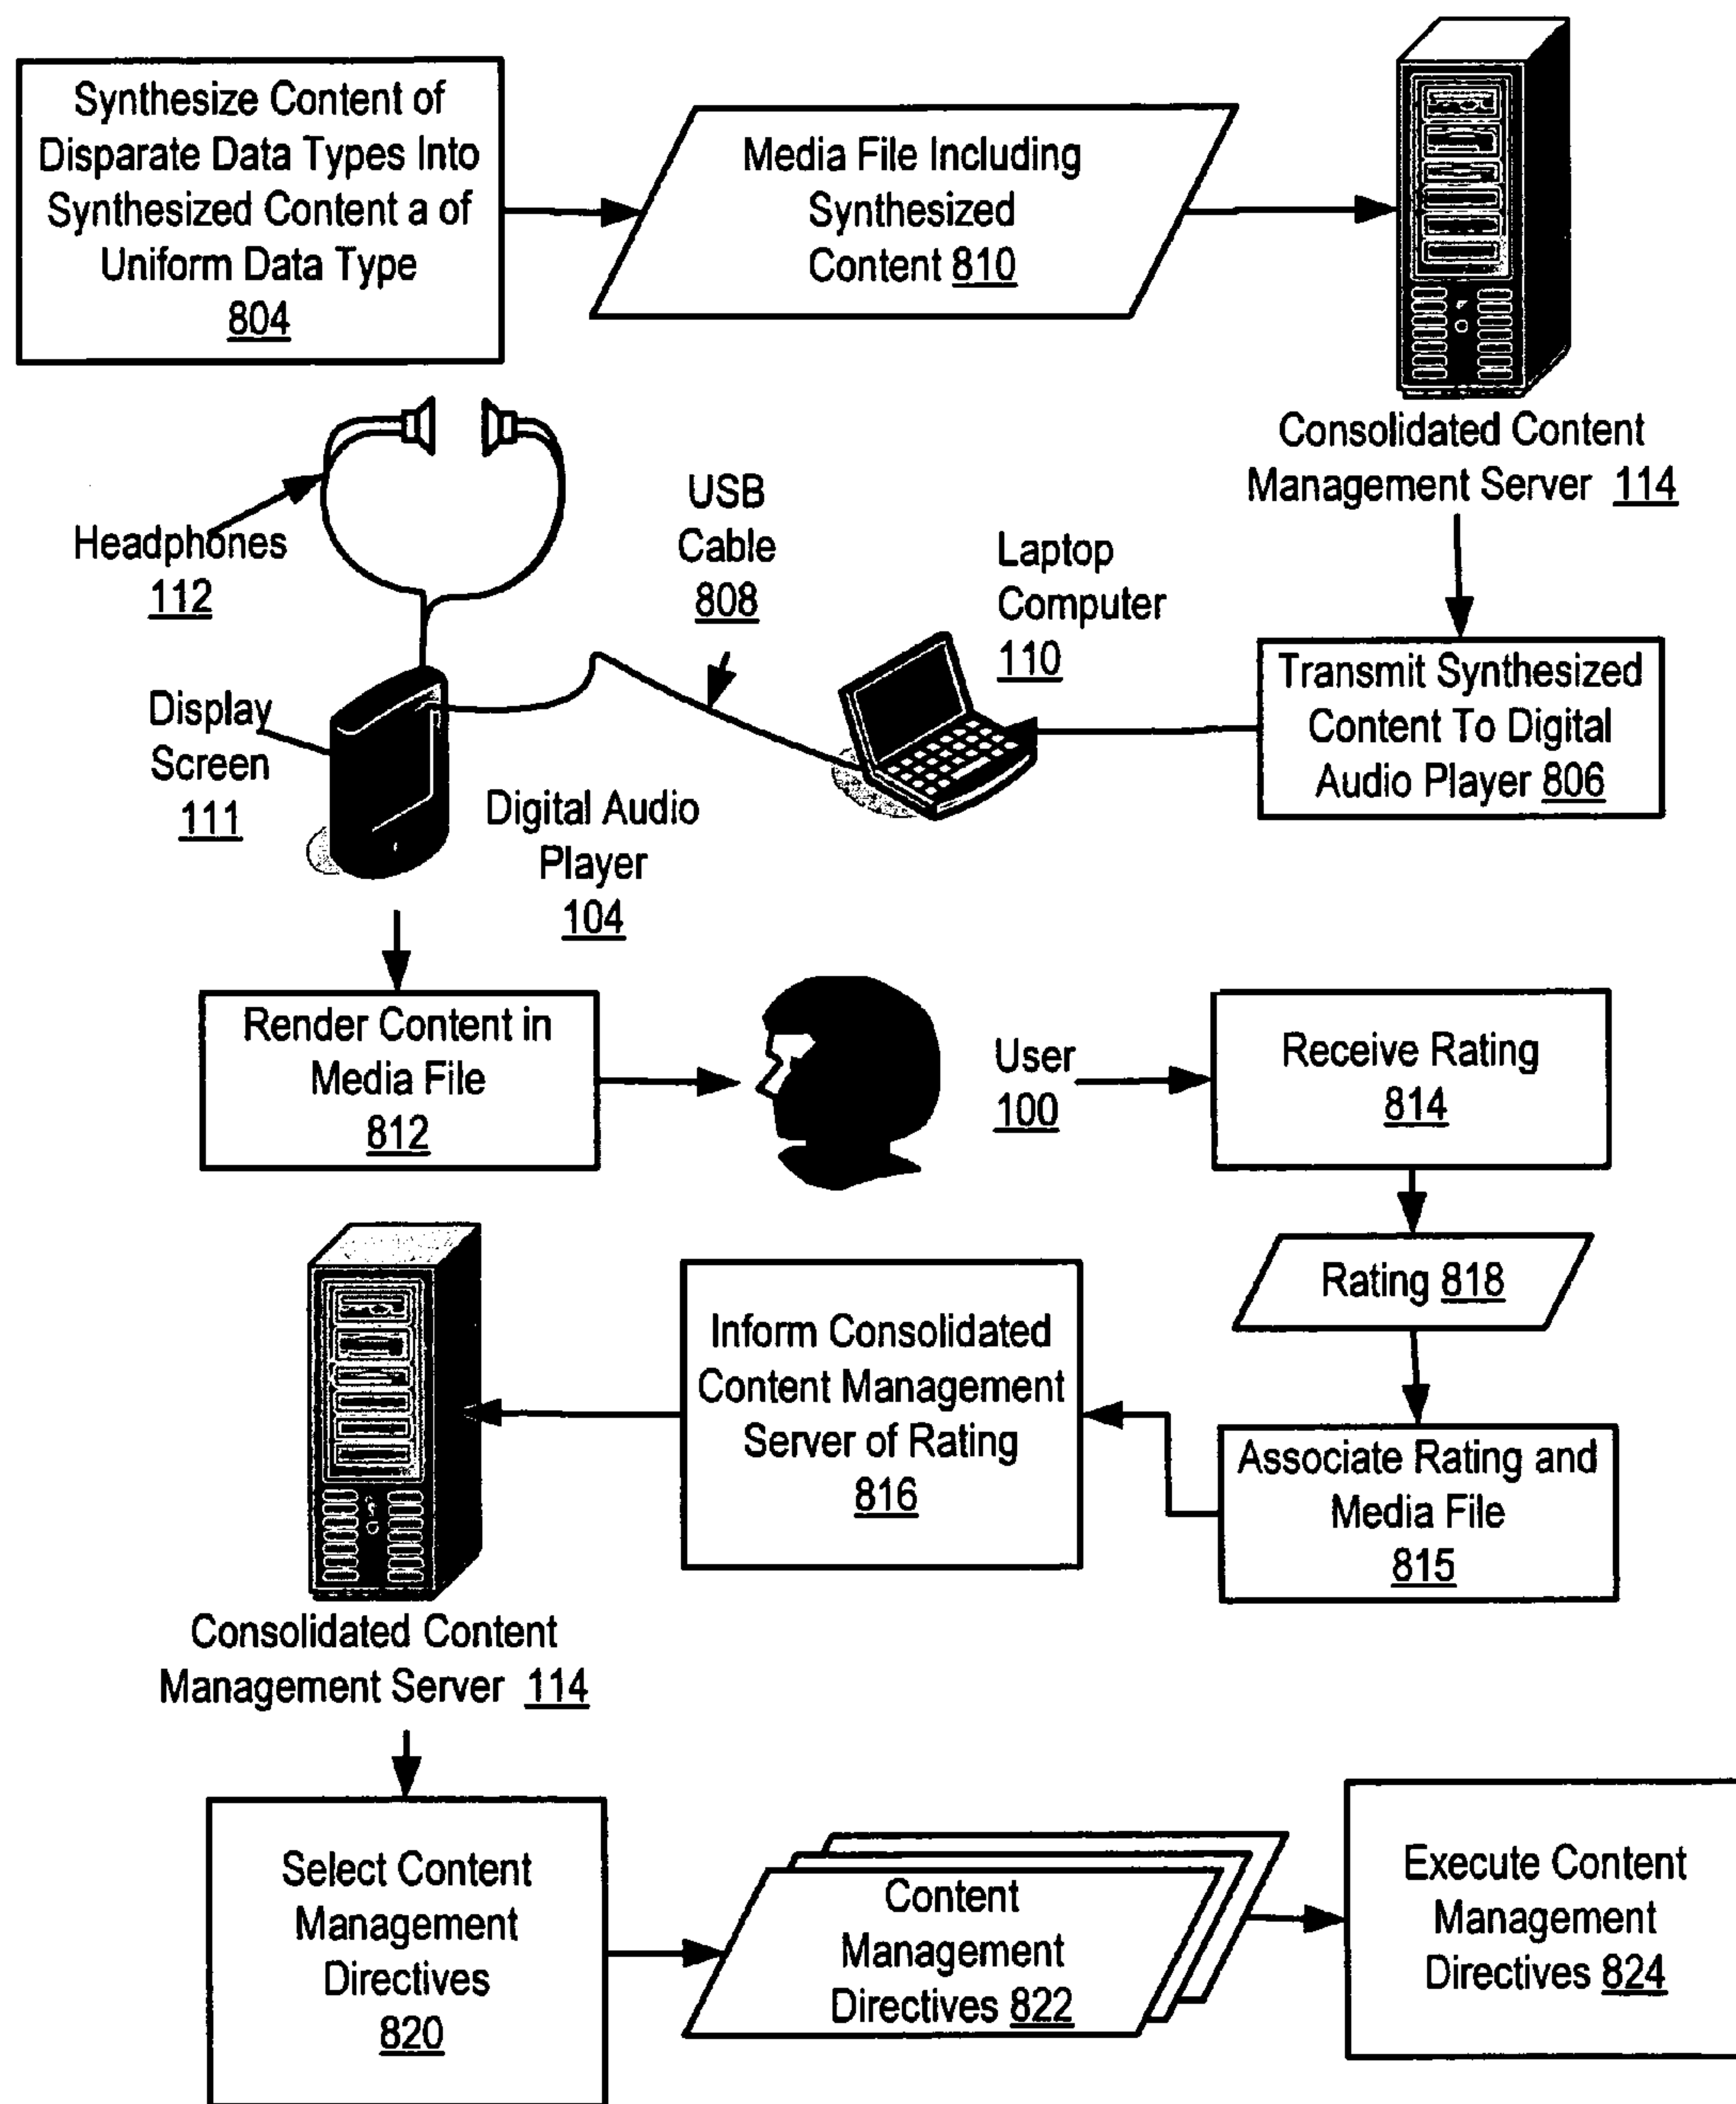 Synthesize Content of
Disparate Data Types Into
Synthesized Content a of
Uniform Data Type
804
Media File Including
Synthesized
Content 810
Consolidated Content
Management Server 114
Headphones
112
USB
Cable
808
Laptop
Computer
110
Transmit Synthesized
Content To Digital
Audio Player 806
Display
Screen
111
Digital Audio
Player
104
Render Content in
Media File
812
User
100
Receive Rating
814
Rating 818
Inform Consolidated
Content Management
Server of Rating
816
Associate Rating and
Media File
815
Consolidated Content
Management Server 114
Select Content
Management
Directives
820
Content
Management
Directives 822
Execute Content
Management
Directives 824